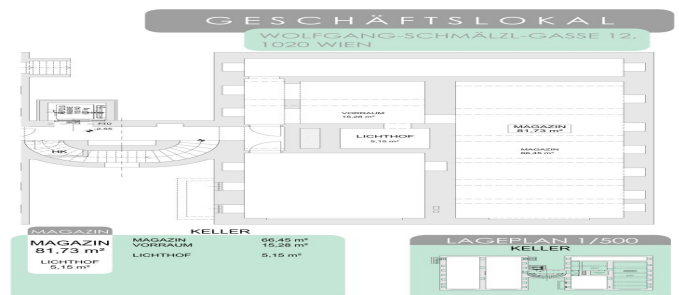 GESCHÄFTSLOKAL
WOLFGANG-SCHMÄLZL-GASSE 12,
1020 WIEN
VORRAUM
15,28 m²
LICHTHOF
5,15 m²
MAGAZIN
81,73 m²
MAGAZIN
66,45 m²
-2,55
HK
KELLER
MAGAZIN
MAGAZIN
81,73 m²
LICHTHOF
5,15 m²
MAGAZIN 66,45 m²
VORRAUM 15,28 m²
LICHTHOF 5,15 m²
LAGEPLAN 1/500
KELLER